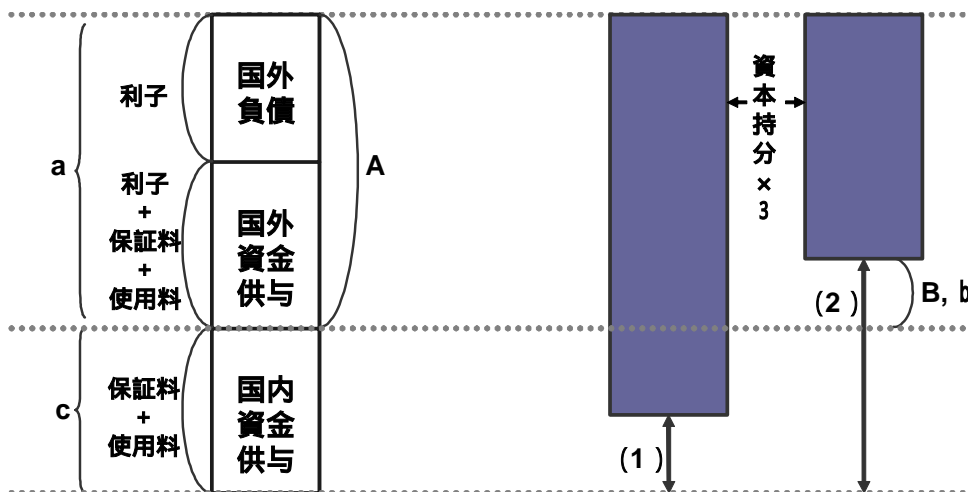 a
利子
国外
負債
利子
+
保証料
+
使用料
国外
資金
供与
A
c
保証料
+
使用料
国内
資金
供与
資
本
持
分
×
3
(1 )
(2 )
B, b